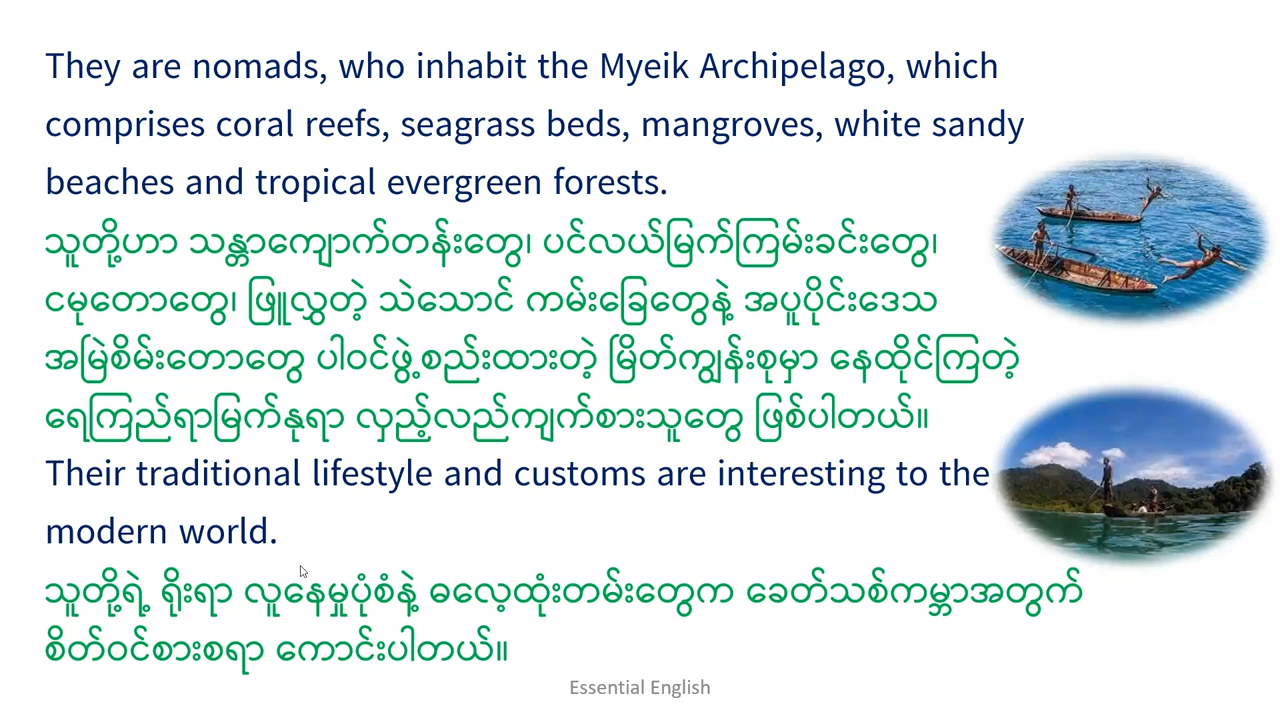 They are nomads, who inhabit the Myeik Archipelago, which
comprises coral reefs, seagrass beds, mangroves, white sandy
beaches and tropical evergreen forests.
သူတို့ဟာ သန္တာကျောက်တန်းတွေ၊ ပင်လယ်မြက်ကြမ်းခင်းတွေ၊
ငမုတောတွေ၊ ဖြူလွှတဲ့ သဲသောင် ကမ်းခြေတွေနဲ့ အပူပိုင်းဒေသ
အမြဲစိမ်းတောတွေ ပါဝင်ဖွဲ့စည်းထားတဲ့ မြိတ်ကျွန်းစုမှာ နေထိုင်ကြတဲ့
ရေကြည်ရာမြက်နုရာ လှည့်လည်ကျက်စားသူတွေ ဖြစ်ပါတယ်။
Their traditional lifestyle and customs are interesting to the
modern world.
သူတို့ရဲ့ ရိုးရာ လူနေမှုပုံစံနဲ့ ဓလေ့ထုံးတမ်းတွေက ခေတ်သစ်ကမ္ဘာအတွက်
စိတ်ဝင်စားစရာ ကောင်းပါတယ်။
Essential English